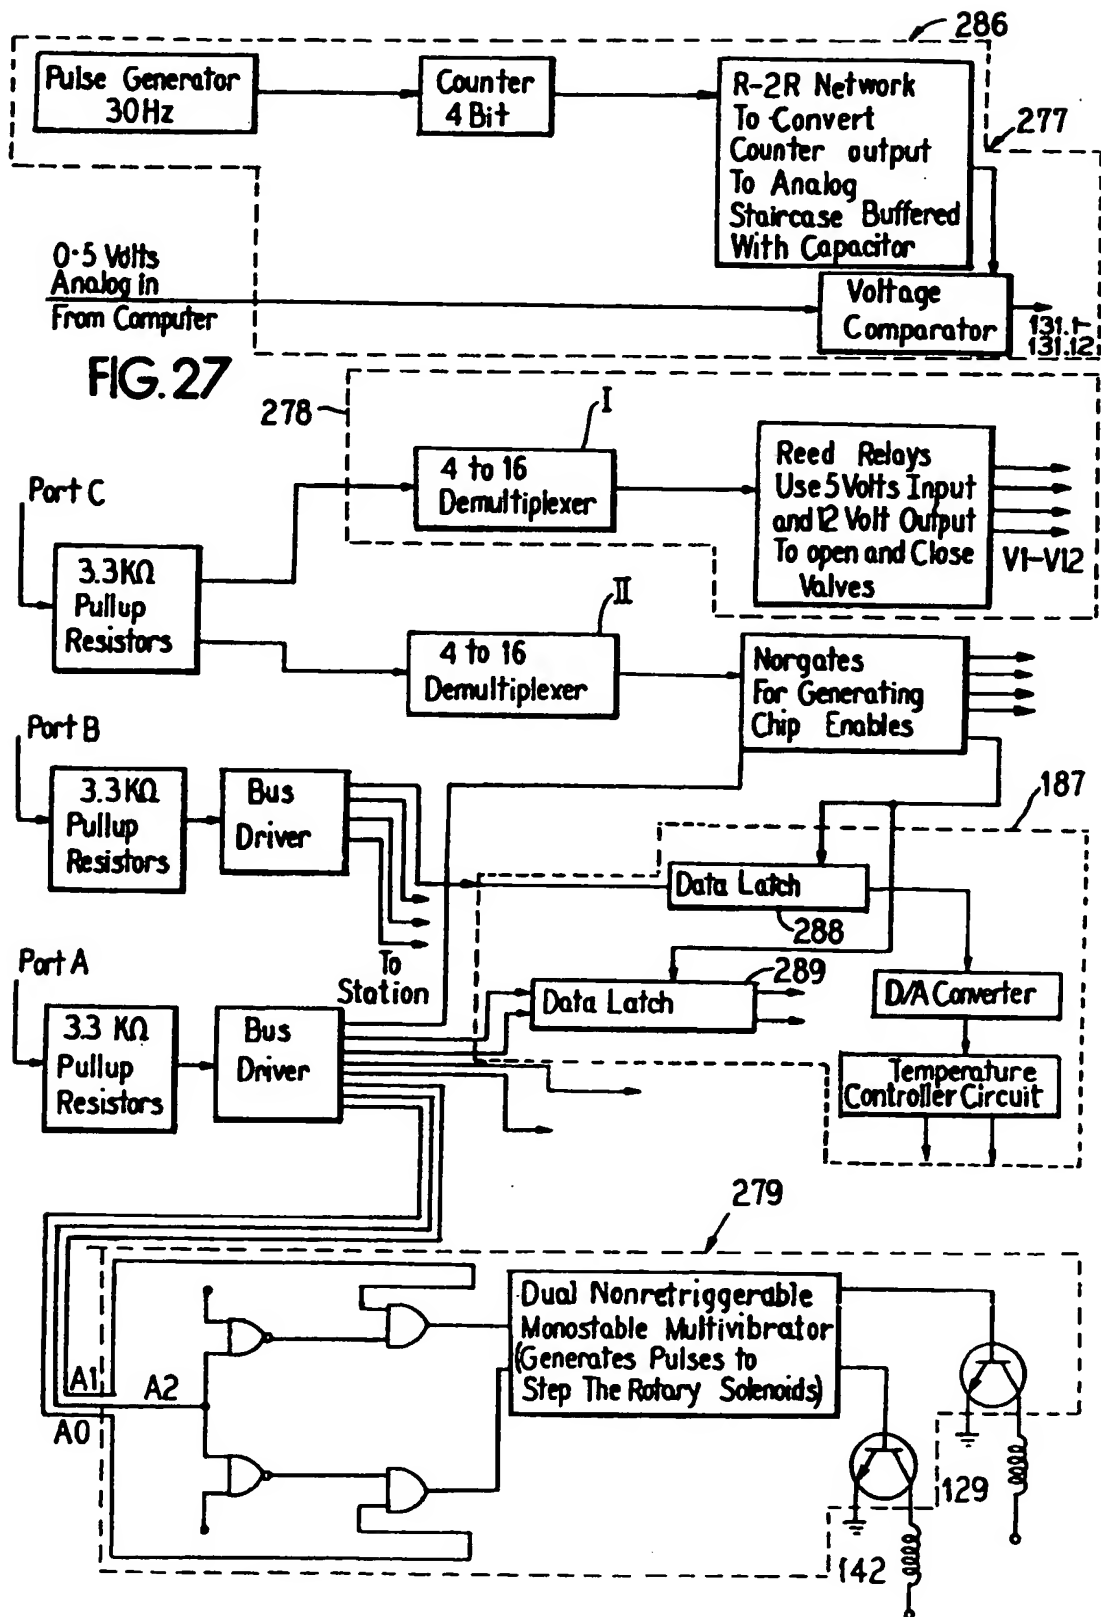 286
Pulse Generator
30Hz
Counter
4 Bit
R-2R Network
To Convert
Counter output
To Analog
Staircase Buffered
With Capacitor
277
0-5 Volts
Analog in
From Computer
Voltage
Comparator
131.1-
131.12
FIG. 27
278
I
4 to 16
Demultiplexer
Reed Relays
Use 5 Volts Input
and 12 Volt Output
To open and Close
Valves
V1-V12
Port C
3.3KΩ
Pullup
Resistors
II
4 to 16
Demultiplexer
Norgates
For Generating
Chip Enables
Port B
3.3KΩ
Pullup
Resistors
Bus
Driver
To
Station
187
Data Latch
288
289
Data Latch
D/A Converter
Temperature
Controller Circuit
Port A
3.3 KΩ
Pullup
Resistors
Bus
Driver
279
A1
A2
A0
Dual Nonretriggerable
Monostable Multivibrator
(Generates Pulses to
Step The Rotary Solenoids)
129
142